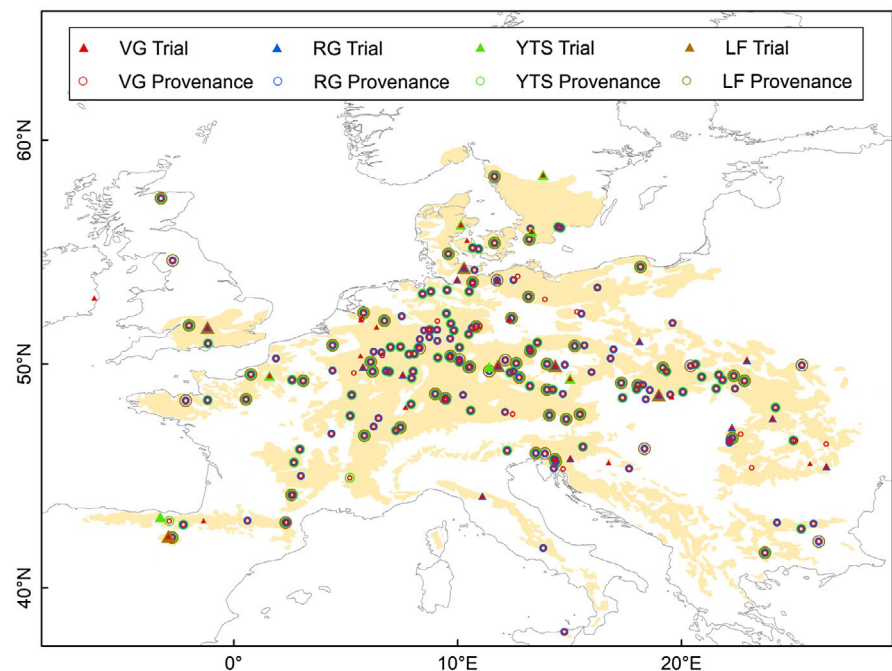 VG Trial RG Trial YTS Trial LF Trial
VG Provenance RG Provenance YTS Provenance LF Provenance
60°N
50°N
40°N
0° 10°E 20°E